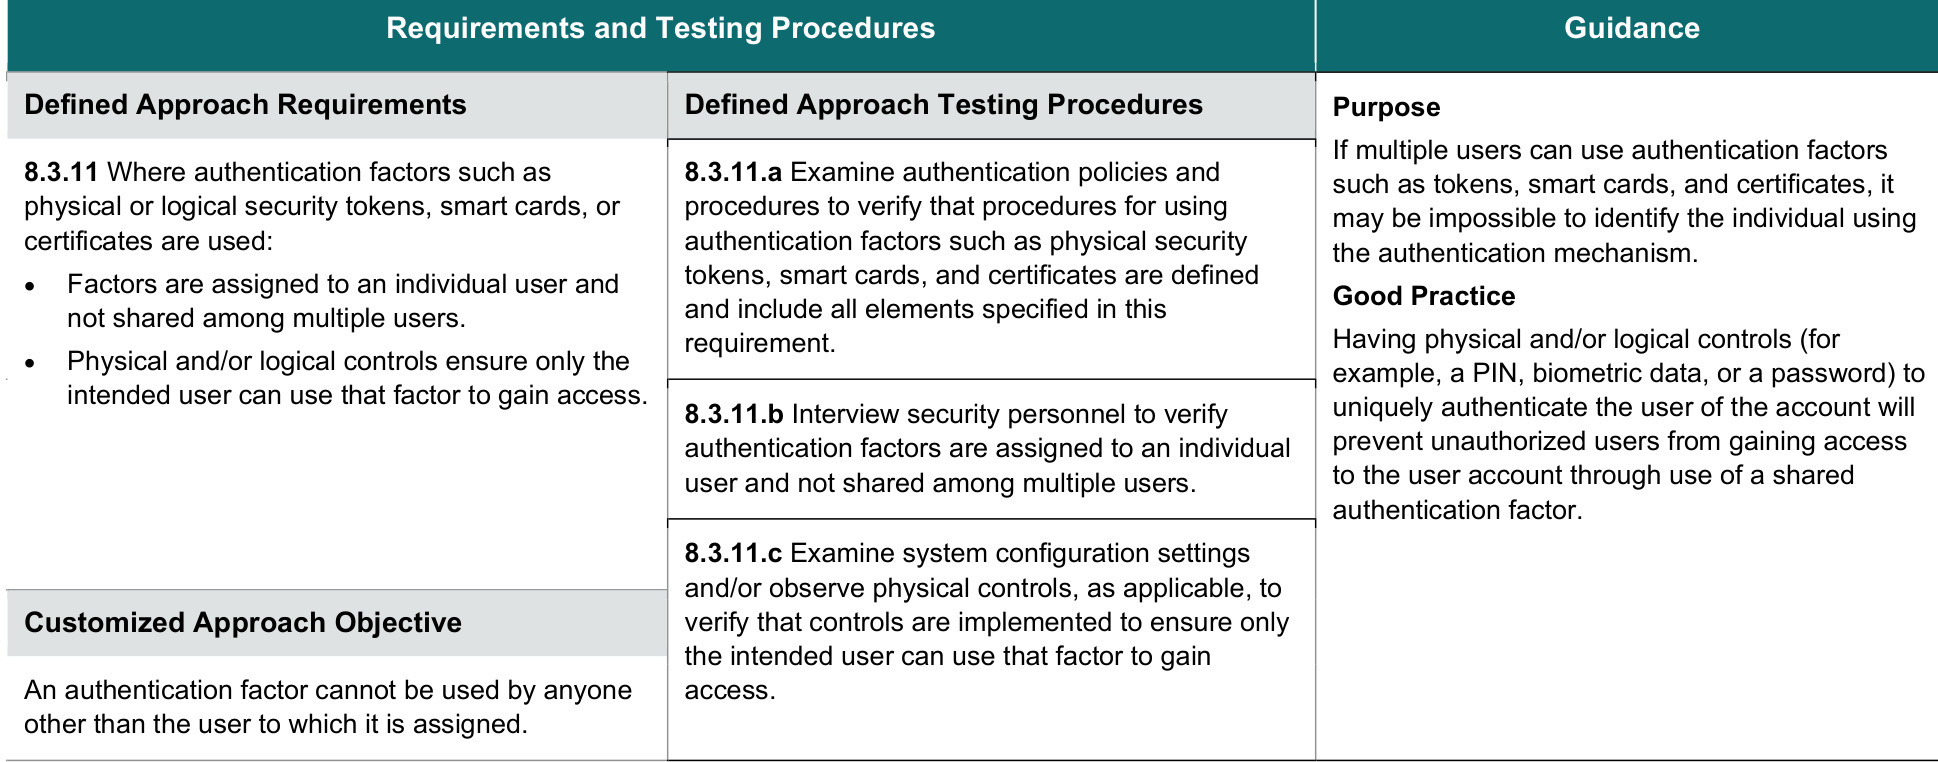 Requirements and Testing Procedures
Guidance
Defined Approach Requirements
8.3.11 Where authentication factors such as
physical or logical security tokens, smart cards, or
certificates are used:
• Factors are assigned to an individual user and
not shared among multiple users.
• Physical and/or logical controls ensure only the
intended user can use that factor to gain access.
Customized Approach Objective
An authentication factor cannot be used by anyone
other than the user to which it is assigned.
Defined Approach Testing Procedures
8.3.11.a Examine authentication policies and
procedures to verify that procedures for using
authentication factors such as physical security
tokens, smart cards, and certificates are defined
and include all elements specified in this
requirement.
8.3.11.b Interview security personnel to verify
authentication factors are assigned to an individual
user and not shared among multiple users.
8.3.11.c Examine system configuration settings
and/or observe physical controls, as applicable, to
verify that controls are implemented to ensure only
the intended user can use that factor to gain
access.
Purpose
If multiple users can use authentication factors
such as tokens, smart cards, and certificates, it
may be impossible to identify the individual using
the authentication mechanism.
Good Practice
Having physical and/or logical controls (for
example, a PIN, biometric data, or a password) to
uniquely authenticate the user of the account will
prevent unauthorized users from gaining access
to the user account through use of a shared
authentication factor.